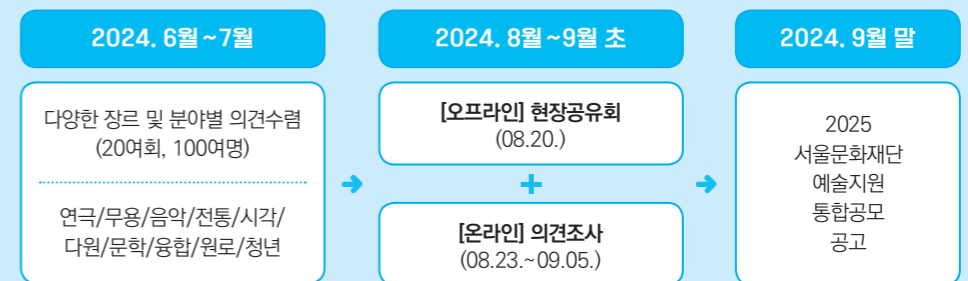 2024. 6월~7월
다양한 장르 및 분야별 의견수렴
(20여회, 100여명)
연극/무용/음악/전통/시각/
다원/문학/융합/원로/청년
2024. 8월~9월 초
[오프라인] 현장공유회
(08.20.)
+
[온라인] 의견조사
(08.23.~09.05.)
2024. 9월 말
2025
서울문화재단
예술지원
통합공모
공고